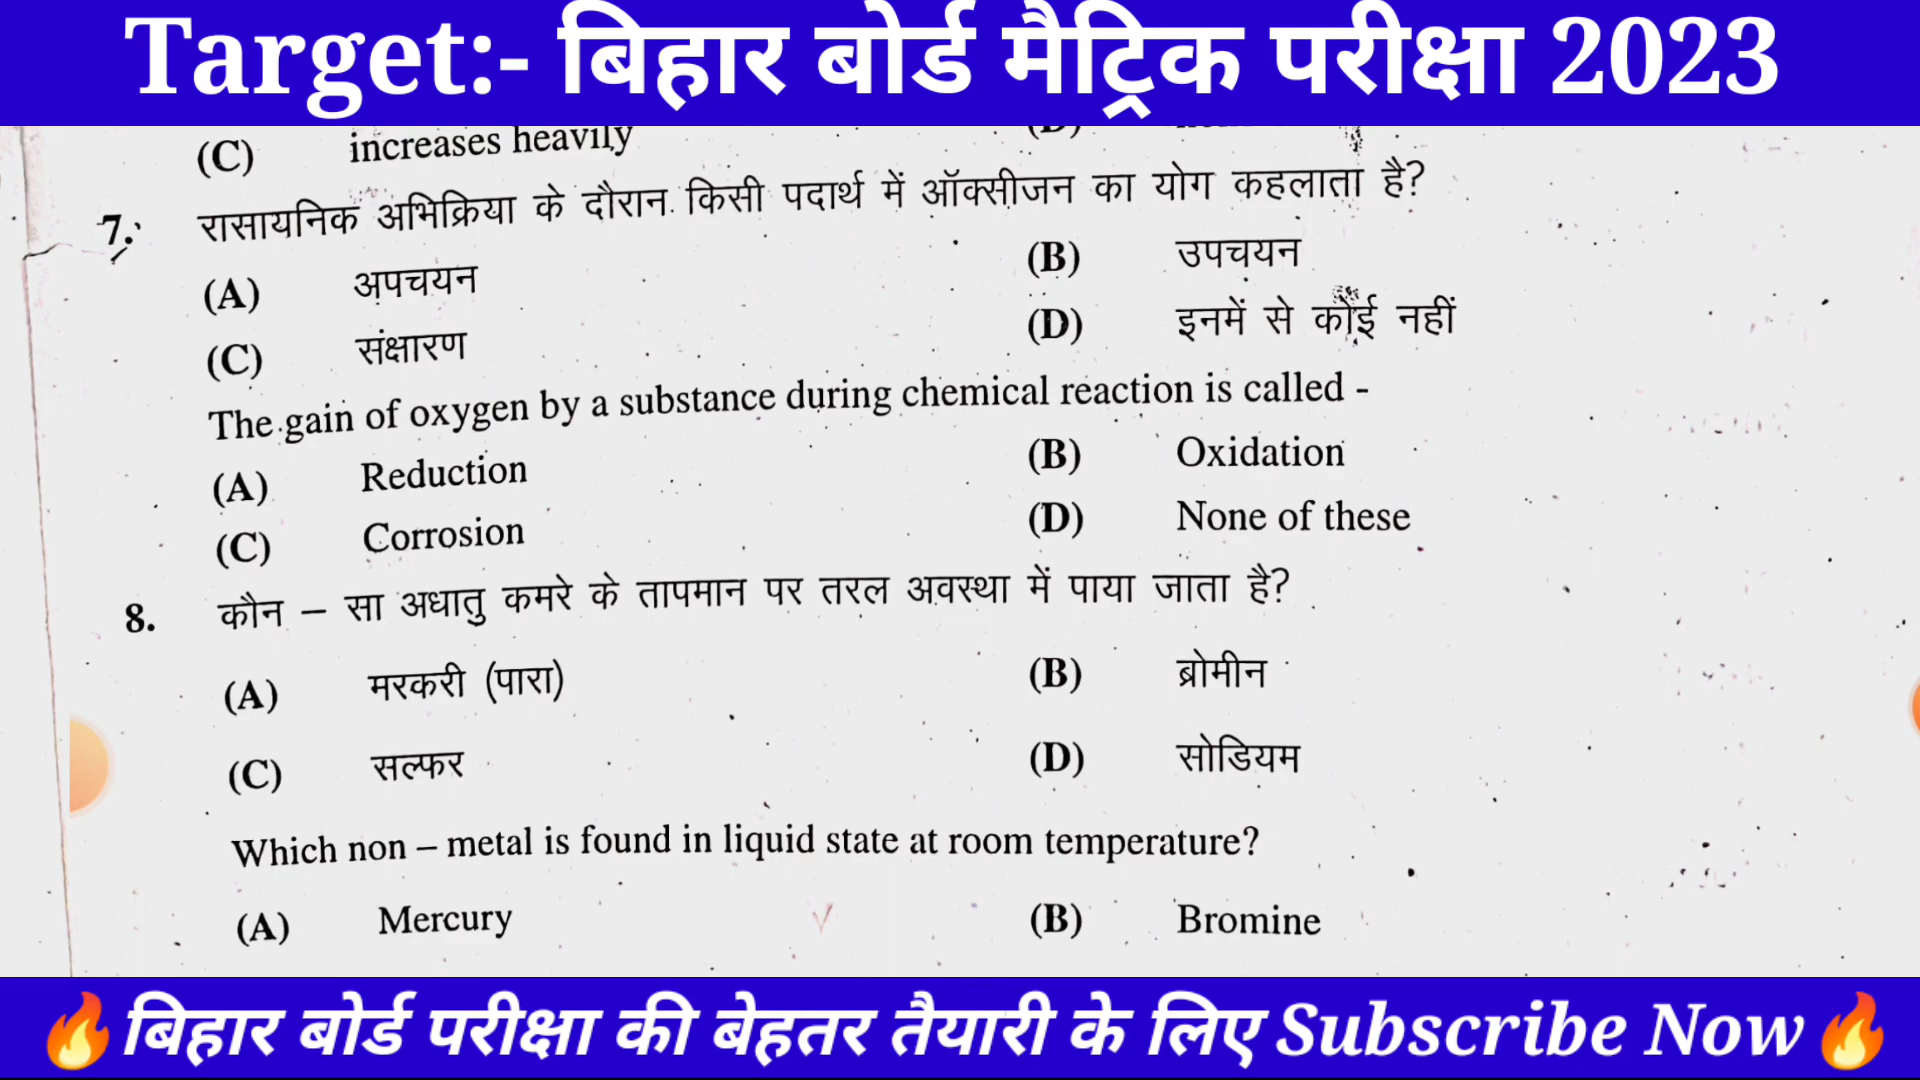 Target:- बिहार बोर्ड मैट्रिक परीक्षा 2023
(C) increases heavily (D)
7. रासायनिक अभिक्रिया के दौरान किसी पदार्थ में ऑक्सीजन का योग कहलाता है?
(A) अपचयन (B) उपचयन
(C) संक्षारण (D) इनमें से कोई नहीं
The gain of oxygen by a substance during chemical reaction is called -
(A) Reduction (B) Oxidation
(C) Corrosion (D) None of these
8. कौन – सा अधातु कमरे के तापमान पर तरल अवस्था में पाया जाता है?
(A) मरकरी (पारा) (B) ब्रोमीन
(C) सल्फर (D) सोडियम
Which non – metal is found in liquid state at room temperature?
(A) Mercury (B) Bromine
बिहार बोर्ड परीक्षा की बेहतर तैयारी के लिए Subscribe Now